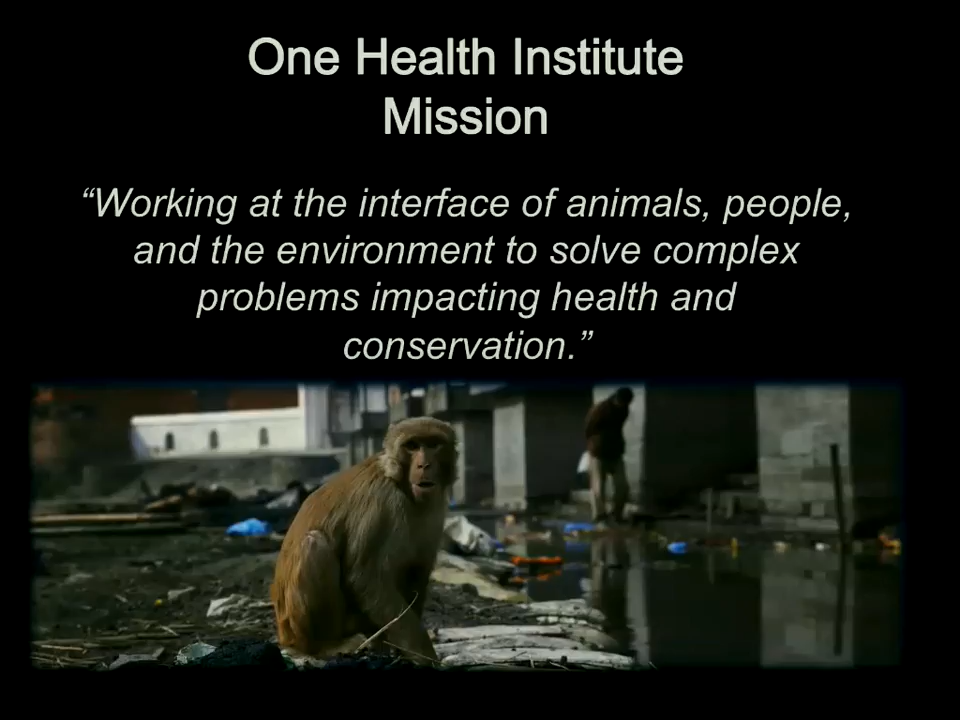 One Health Institute
Mission
“Working at the interface of animals, people,
and the environment to solve complex
problems impacting health and
conservation.”